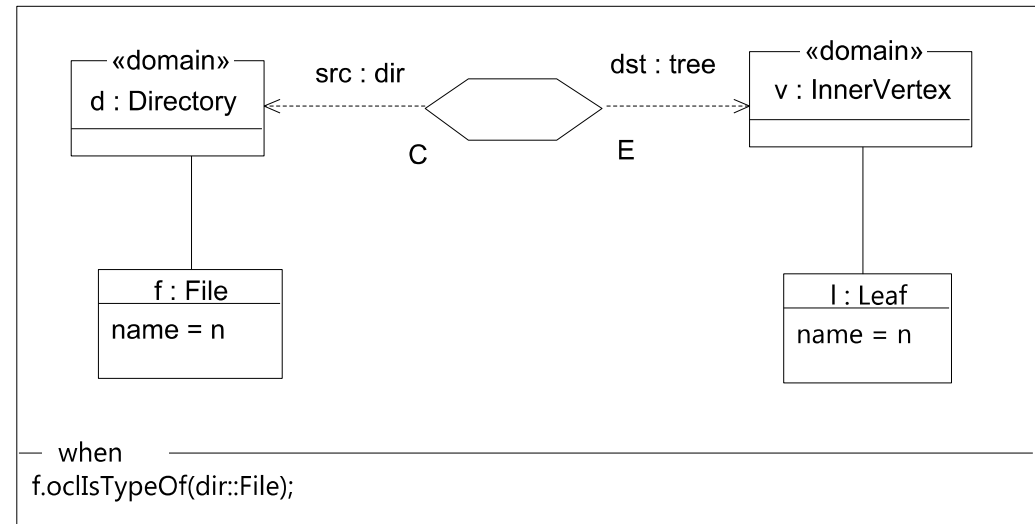 «domain»
d : Directory
src : dir
dst : tree
«domain»
v : InnerVertex
C
E
f : File
name = n
l : Leaf
name = n
when
f.oclIsTypeOf(dir::File);